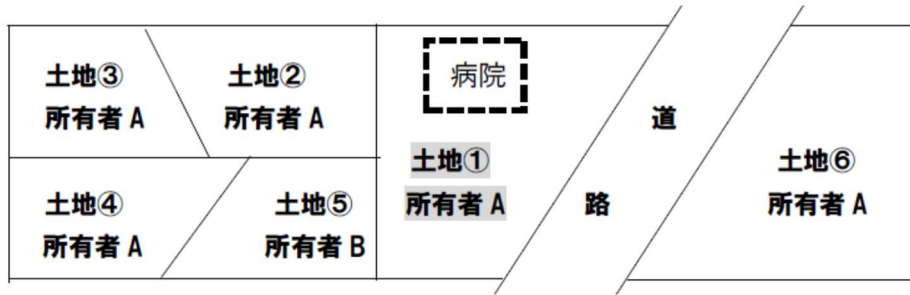 土地③
所有者 A
土地②
所有者 A
病院
土地①
所有者 A
道
路
土地⑥
所有者 A
土地④
所有者 A
土地⑤
所有者 B